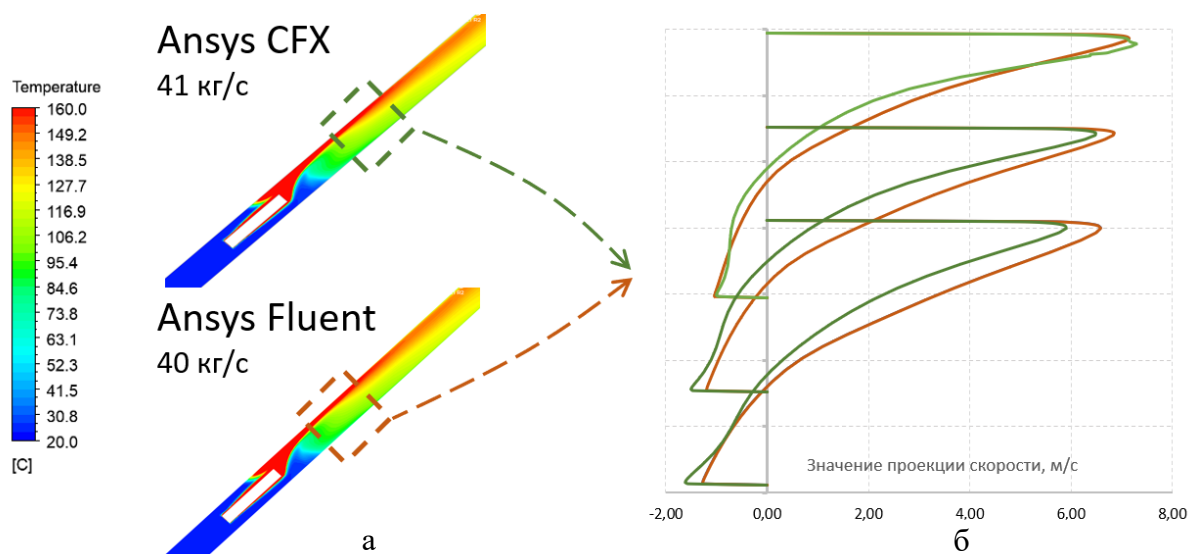 Ansys CFX
41 кг/с
Temperature
160.0
149.2
138.5
127.7
116.9
106.2
95.4
84.6
73.8
63.1
52.3
41.5
30.8
20.0
[C]
Ansys Fluent
40 кг/с
а
Значение проекции скорости, м/с
-2,00 0,00 2,00 4,00 6,00 8,00
б